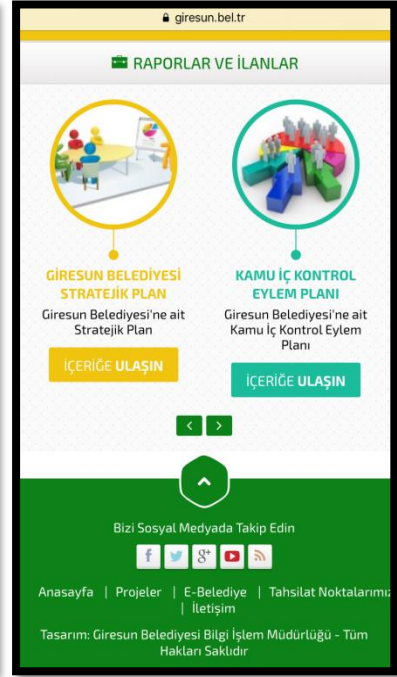 giresun.bel.tr
RAPORLAR VE İLANLAR
GİRESUN BELEDİYESİ
STRATEJİK PLAN
Giresun Belediyesi'ne ait
Stratejik Plan
İÇERİĞE ULAŞIN
KAMU İÇ KONTROL
EYLEM PLANI
Giresun Belediyesi'ne ait
Kamu İç Kontrol Eylem
Planı
İÇERİĞE ULAŞIN
Bizi Sosyal Medyada Takip Edin
Anasayfa | Projeler | E-Belediye | Tahsilat Noktalarımız
| İletişim
Tasarım: Giresun Belediyesi Bilgi İşlem Müdürlüğü - Tüm
Hakları Saklıdır